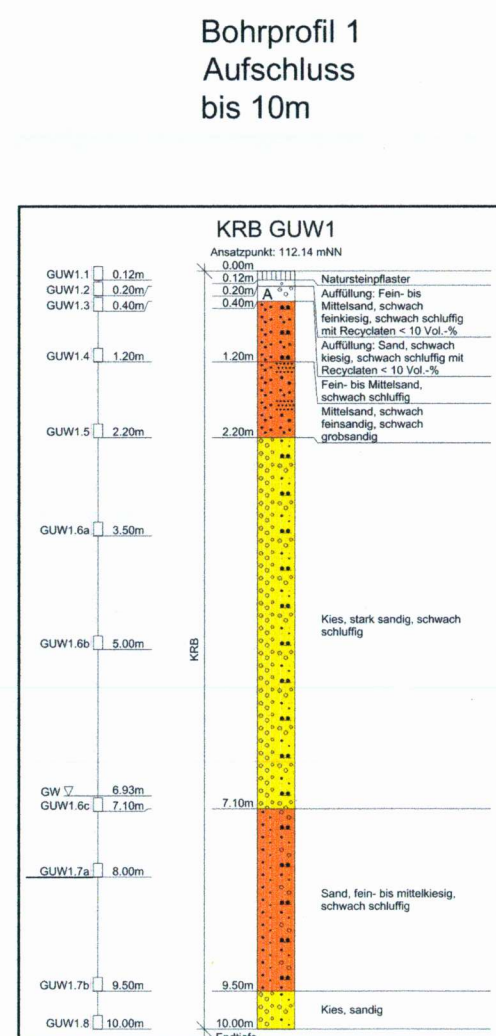 Bohrprofil 1
Aufschluss
bis 10m
KRB GUW1
Ansatzpunkt: 112.14 mNN
0.00m
GUW1.1 0.12m
0.12m
Natursteinpflaster
GUW1.2 0.20m
0.20m
A
Auffüllung: Fein- bis
Mittelsand, schwach
feinkiesig, schwach schluffig
mit Recyclaten < 10 Vol.-%
GUW1.3 0.40m
0.40m
Auffüllung: Sand, schwach
kiesig, schwach schluffig mit
Recyclaten < 10 Vol.-%
GUW1.4 1.20m
1.20m
Fein- bis Mittelsand,
schwach schluffig
Mittelsand, schwach
feinsandig, schwach
grobsandig
GUW1.5 2.20m
2.20m
GUW1.6a 3.50m
Kies, stark sandig, schwach
schluffig
GUW1.6b 5.00m
KRB
GW 6.93m
GUW1.6c 7.10m
7.10m
GUW1.7a 8.00m
Sand, fein- bis mittelkiesig,
schwach schluffig
GUW1.7b 9.50m
9.50m
Kies, sandig
GUW1.8 10.00m
10.00m
Endtiefe